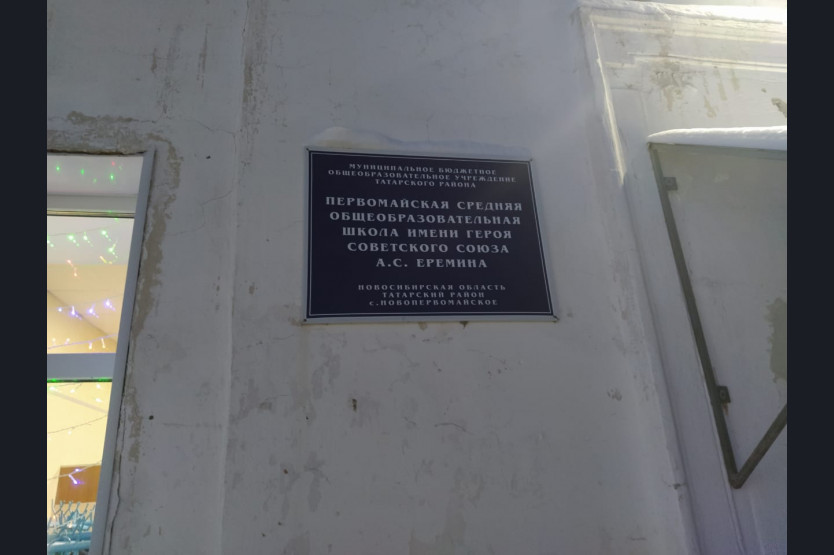 МУНИЦИПАЛЬНОЕ БЮДЖЕТНОЕ
ОБЩЕОБРАЗОВАТЕЛЬНОЕ УЧРЕЖДЕНИЕ
ТАТАРСКОГО РАЙОНА
ПЕРВОМАЙСКАЯ СРЕДНЯЯ
ОБЩЕОБРАЗОВАТЕЛЬНАЯ
ШКОЛА ИМЕНИ ГЕРОЯ
СОВЕТСКОГО СОЮЗА
А.С. ЕРЕМИНА
НОВОСИБИРСКАЯ ОБЛАСТЬ
ТАТАРСКИЙ РАЙОН
с.НОВОПЕРВОМАЙСКОЕ